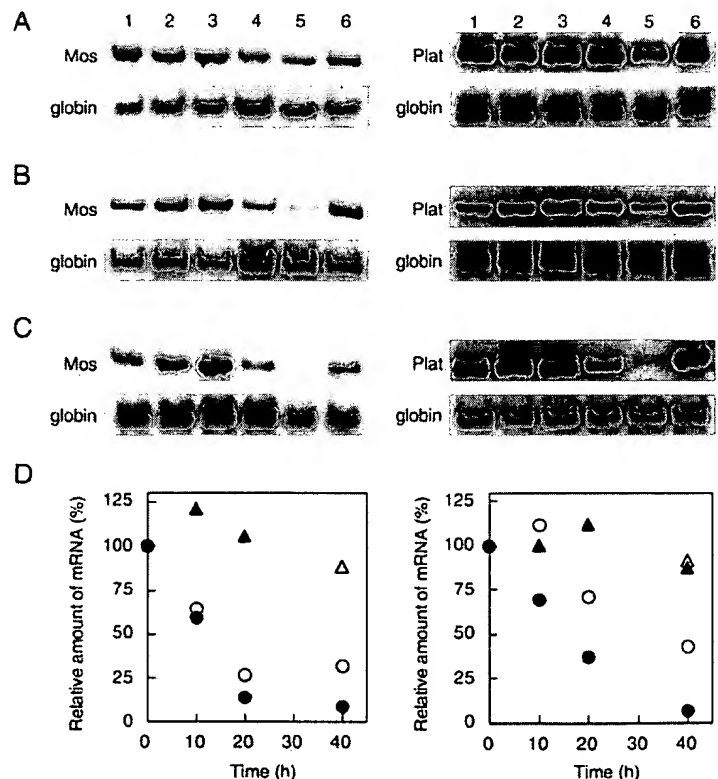 A
1 2 3 4 5 6
Mos
globin
1 2 3 4 5 6
Plat
globin
B
Mos
globin
Plat
globin
C
Mos
globin
Plat
globin
D
Relative amount of mRNA (%)
125
100
75
50
25
0
0 10 20 30 40
Time (h)
Relative amount of mRNA (%)
125
100
75
50
25
0
0 10 20 30 40
Time (h)